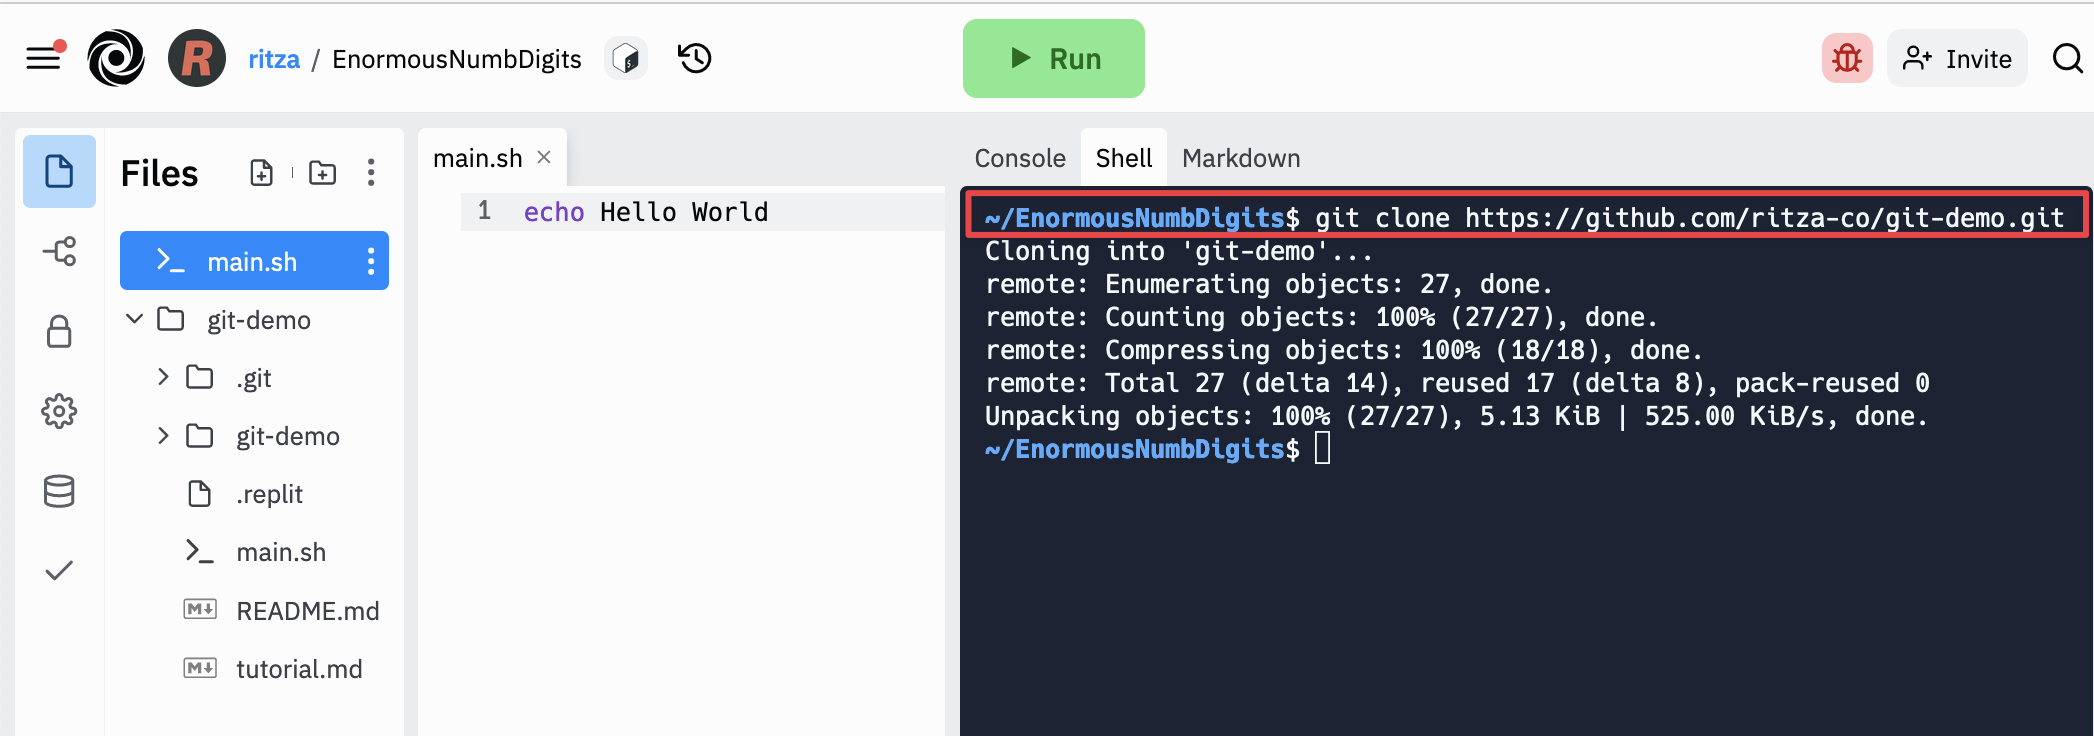 R ritza / EnormousNumbDigits
Run
Invite
Files
main.sh
git-demo
.git
git-demo
.replit
main.sh
README.md
tutorial.md
main.sh
1 echo Hello World
Console Shell Markdown
~/EnormousNumbDigits$ git clone https://github.com/ritza-co/git-demo.git
Cloning into 'git-demo'...
remote: Enumerating objects: 27, done.
remote: Counting objects: 100% (27/27), done.
remote: Compressing objects: 100% (18/18), done.
remote: Total 27 (delta 14), reused 17 (delta 8), pack-reused 0
Unpacking objects: 100% (27/27), 5.13 KiB | 525.00 KiB/s, done.
~/EnormousNumbDigits$